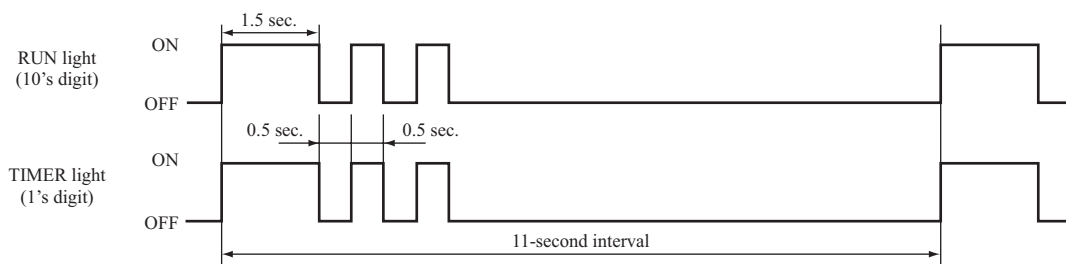 1.5 sec.
ON
RUN light
(10’s digit)
OFF
0.5 sec.
0.5 sec.
ON
TIMER light
(1’s digit)
OFF
11-second interval